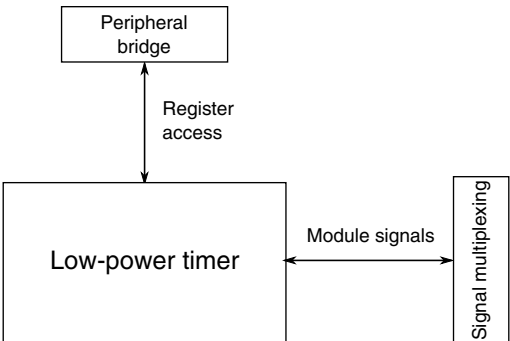 Peripheral
bridge
Register
access
Low-power timer
Module signals
Signal multiplexing